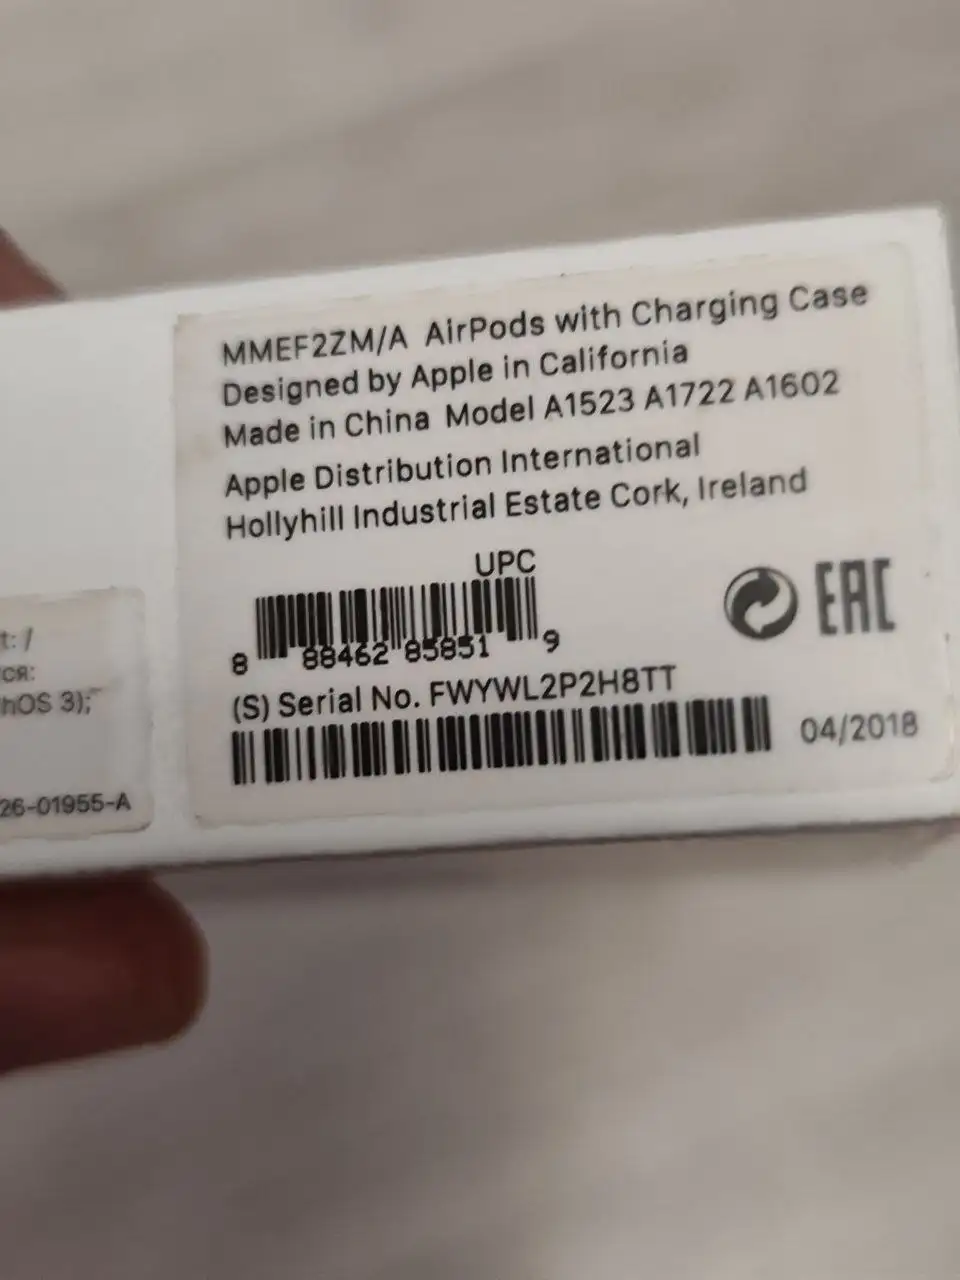 MMEF2ZM/A AirPods with Charging Case
Designed by Apple in California
Made in China Model A1523 A1722 A1602
Apple Distribution International
Hollyhill Industrial Estate Cork, Ireland
UPC
8 88462 85851 9
EAC
(S) Serial No. FWYWL2P2H8TT
04/2018
t: /
ся:
hOS 3);
26-01955-A